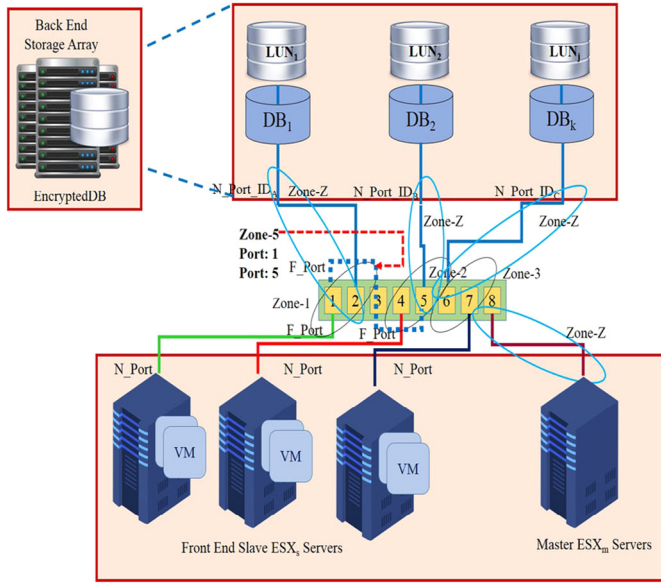 Back End
Storage Array
EncryptedDB
LUN1
LUN2
LUNj
DB1
DB2
DBk
N_Port_IDA
Zone-Z
N_Port_IDB
N_Port_IDC
Zone-Z
Zone-Z
Zone-5
Port: 1
Port: 5
F_Port
Zone-2
Zone-3
Zone-1
1 2 3 4 5 6 7 8
F_Port
F_Port
Zone-Z
N_Port
N_Port
N_Port
VM
VM
VM
Front End Slave ESXs Servers
Master ESXm Servers